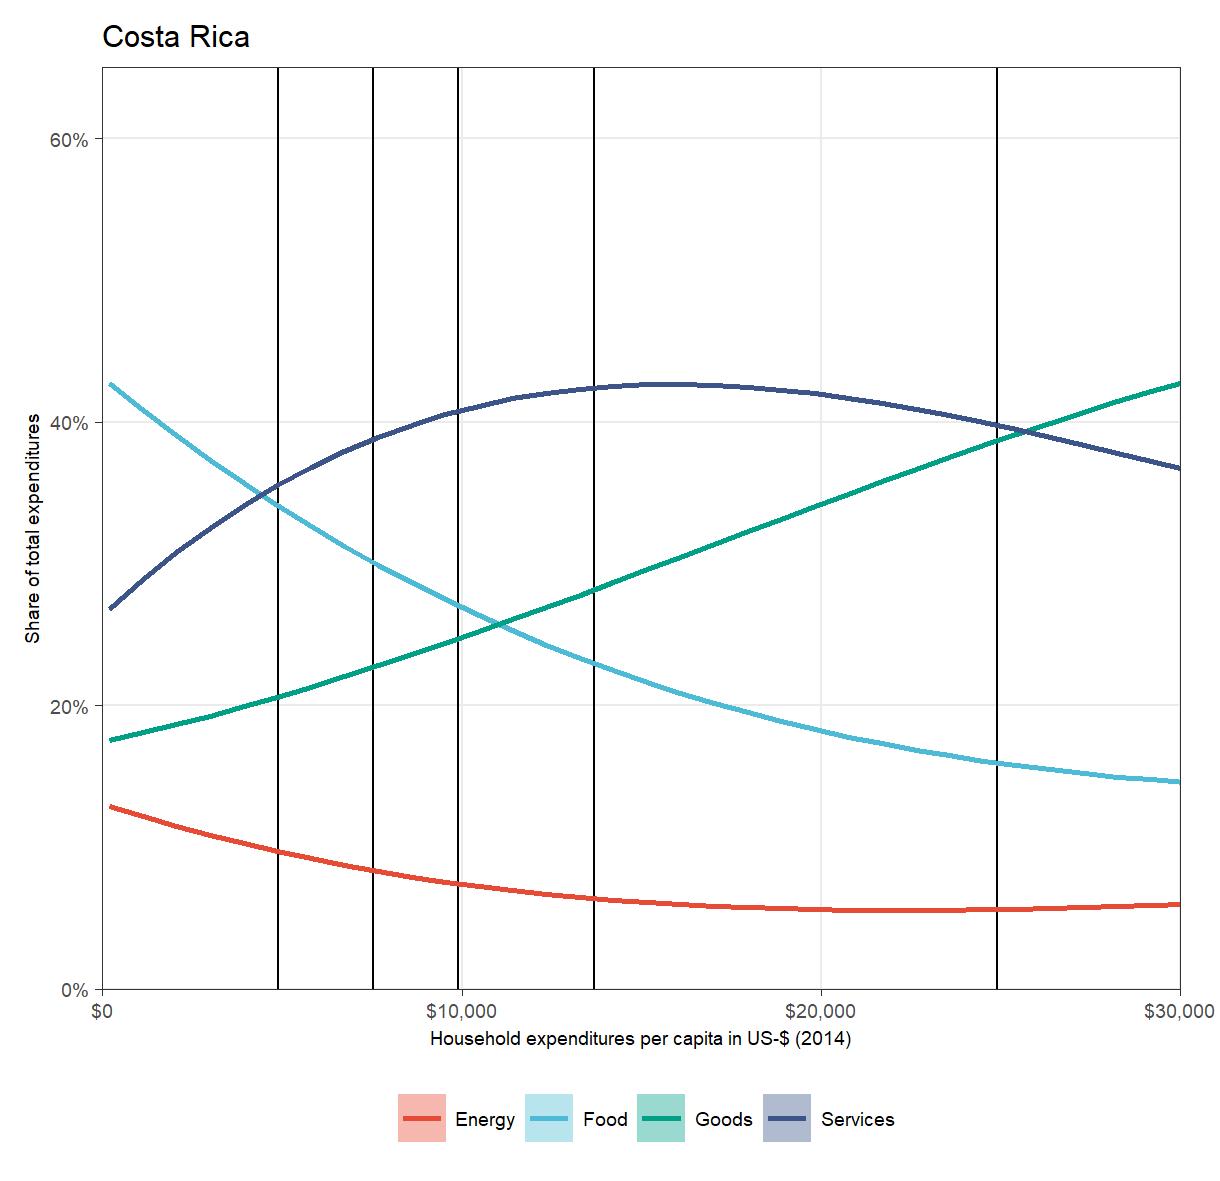 Costa Rica
60%
40%
20%
0%
Share of total expenditures
$0 $10,000 $20,000 $30,000
Household expenditures per capita in US-$ (2014)
Energy Food Goods Services